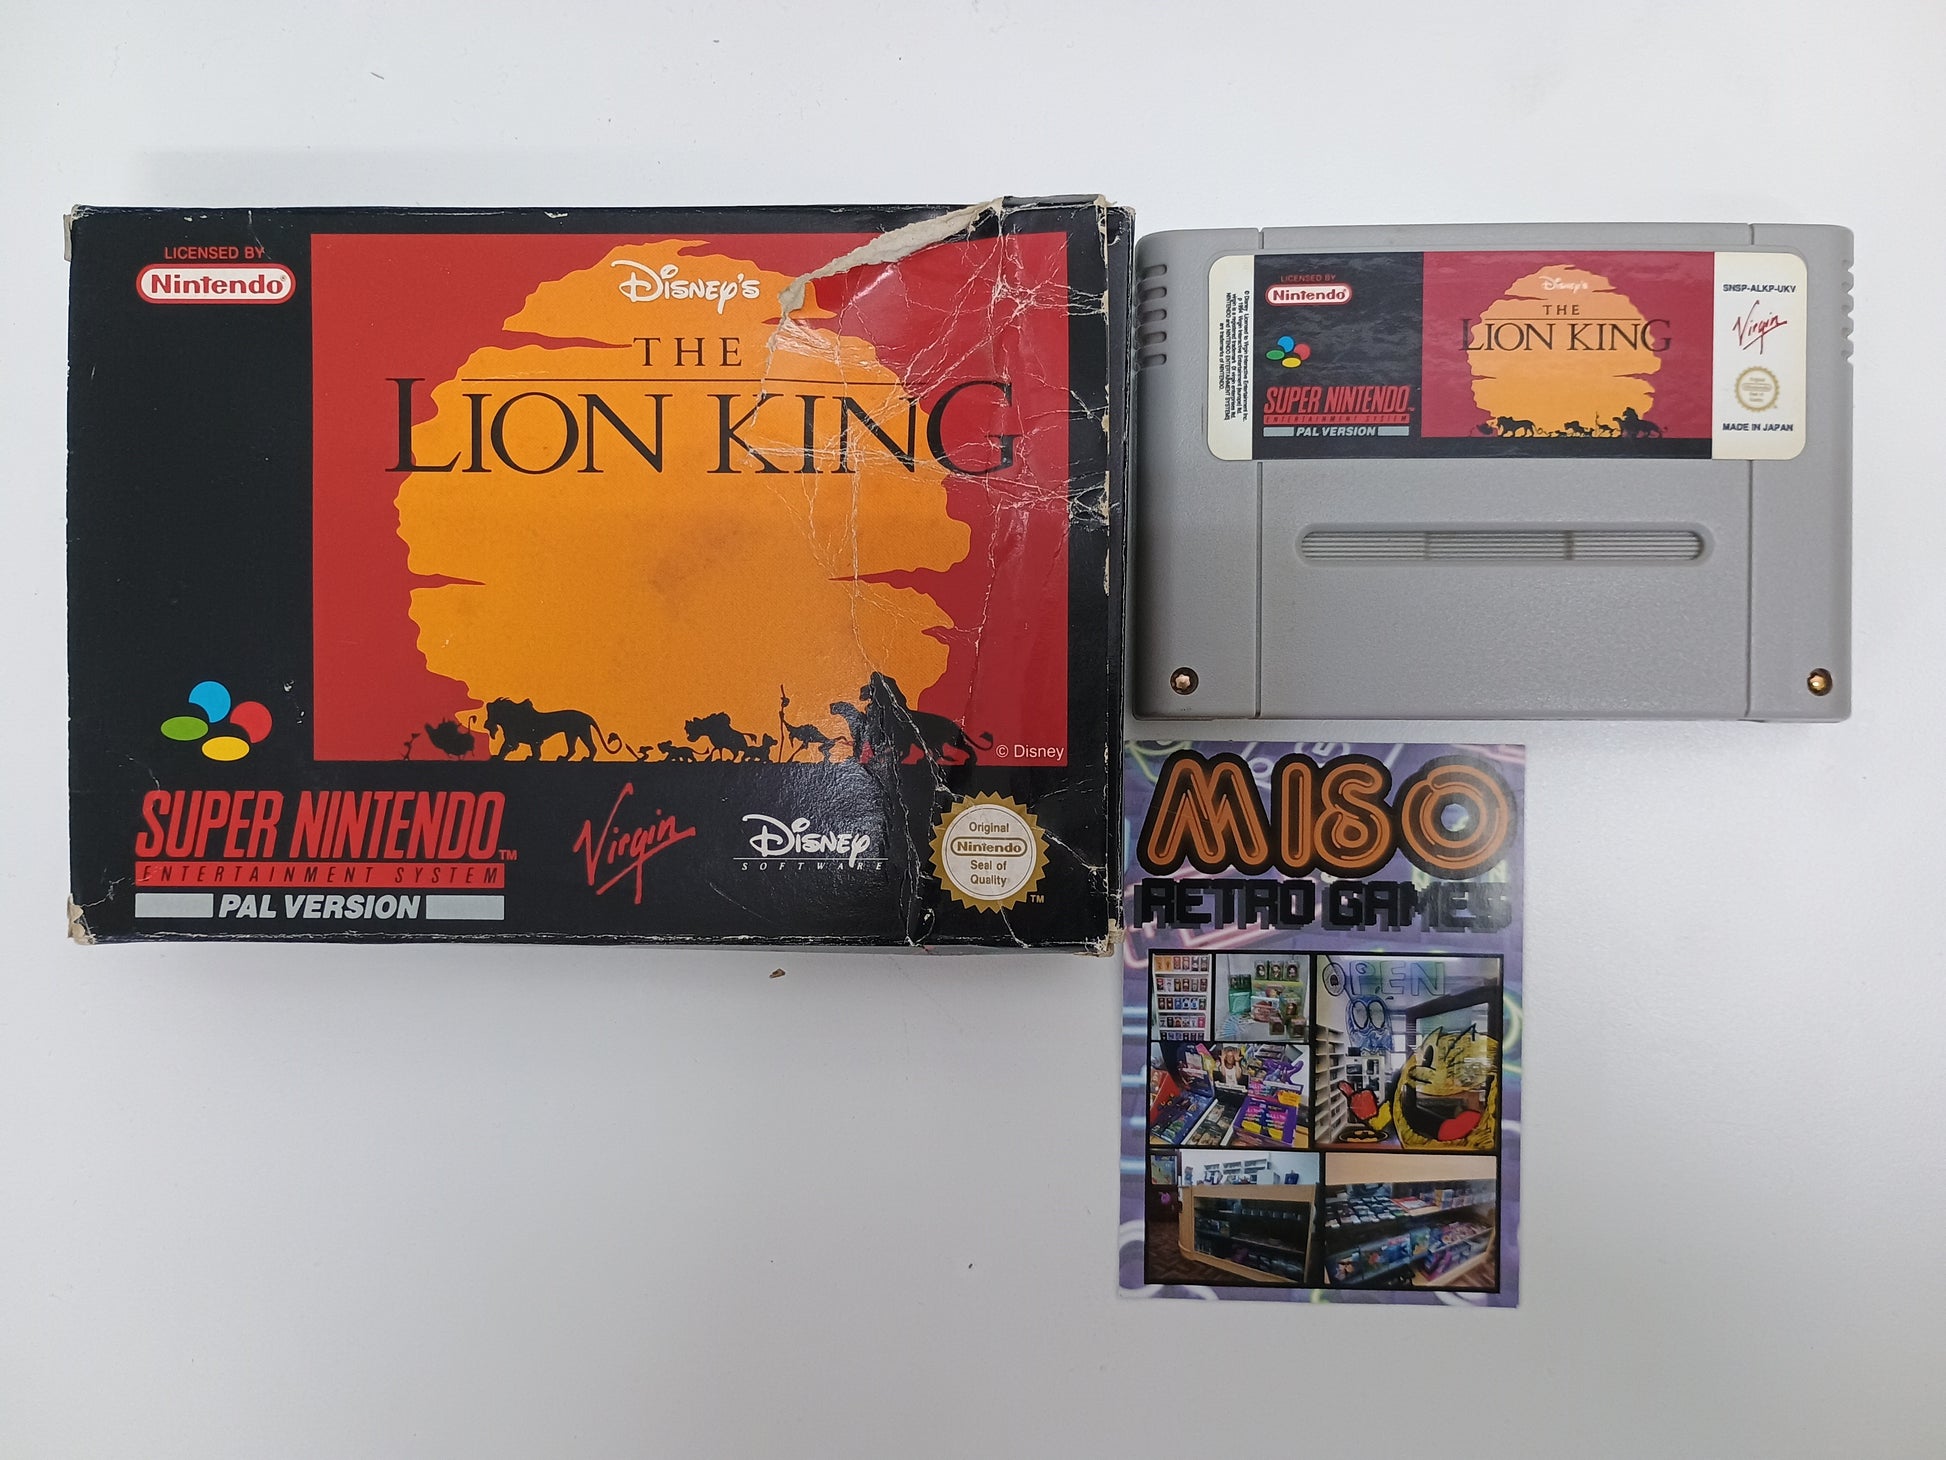 LICENSED BY
Nintendo®
DISNEY'S
THE
LION KING
© Disney
SUPER NINTENDO™
ENTERTAINMENT SYSTEM
PAL VERSION
Virgin
DISNEY
SOFTWARE
Original
Nintendo
Seal of
Quality
TM
LICENSED BY
Nintendo
SUPER NINTENDO
ENTERTAINMENT SYSTEM
PAL VERSION
DISNEY'S
THE
LION KING
SNSP-ALKP-UKV
Virgin
MADE IN JAPAN
MISO
RETRO GAMES
OPEN